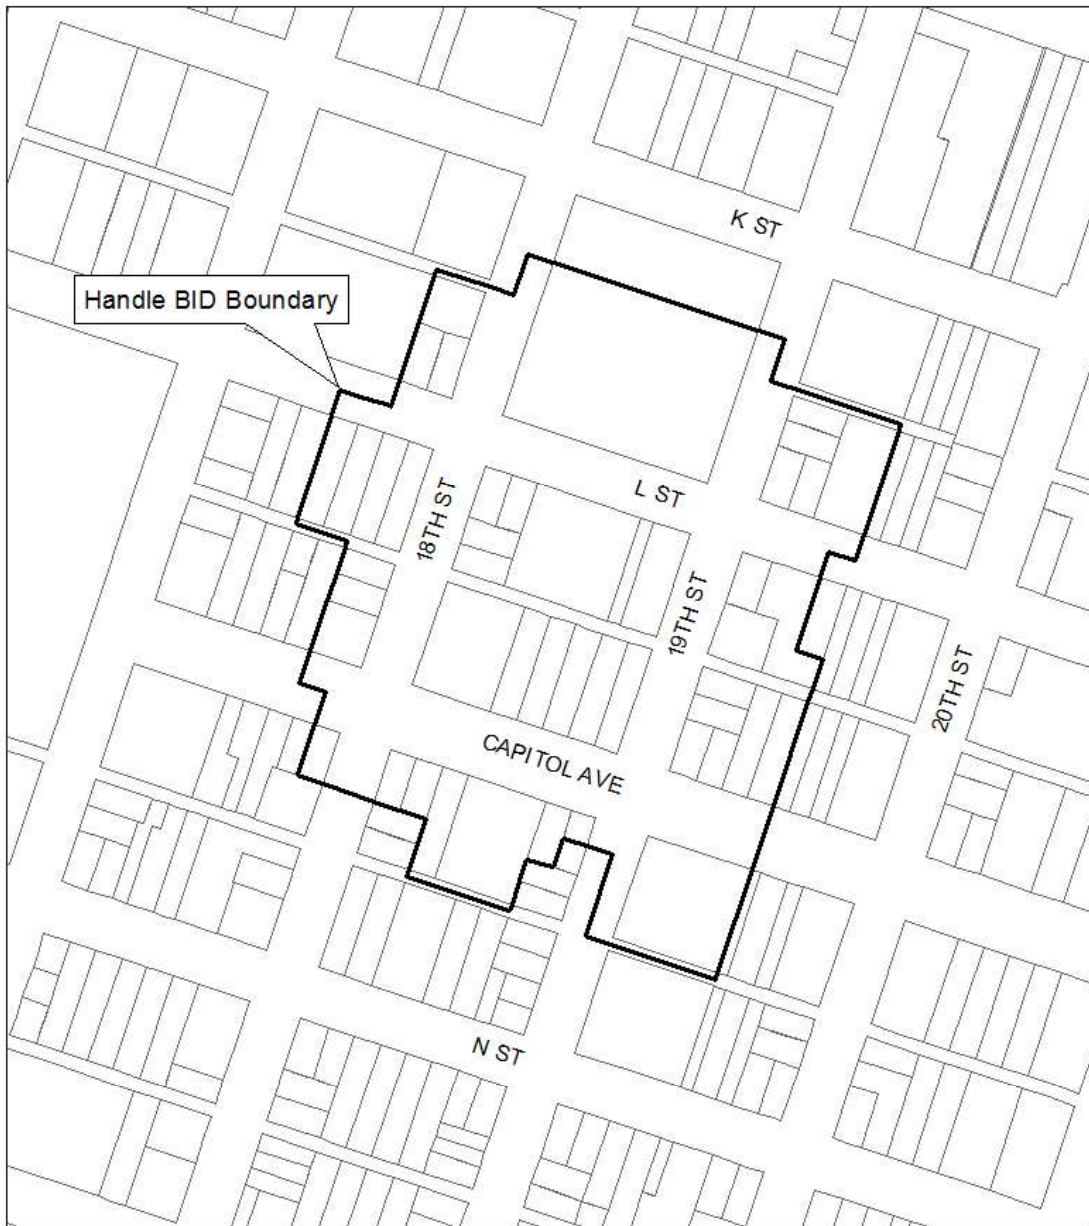 K ST
Handle BID Boundary
L ST
18TH ST
19TH ST
20TH ST
CAPITOL AVE
N ST